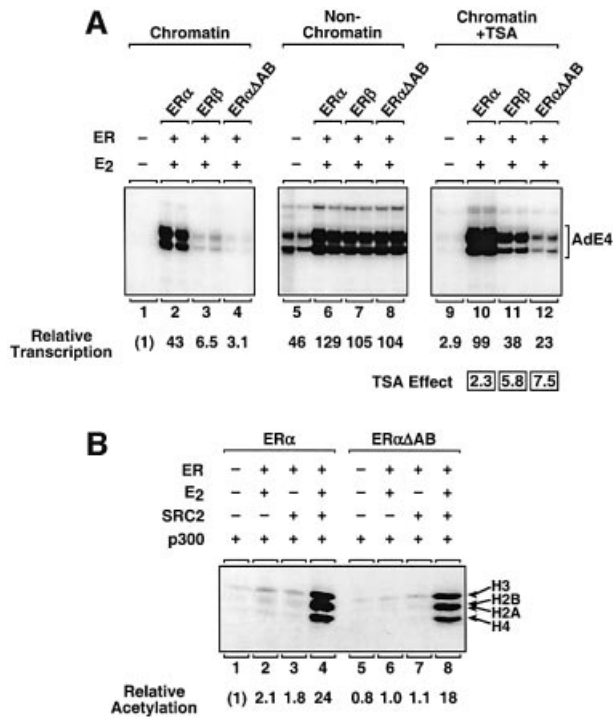 A
Chromatin
Non-
Chromatin
Chromatin
+TSA
ERα ERβ ERαΔAB ERα ERβ ERαΔAB ERα ERβ ERαΔAB
ER – + + + – + + + – + + +
E2 – + + + – + + + – + + +
AdE4
1 2 3 4 5 6 7 8 9 10 11 12
Relative
Transcription (1) 43 6.5 3.1 46 129 105 104 2.9 99 38 23
TSA Effect 2.3 5.8 7.5
B
ERα ERαΔAB
ER – + + + – + + +
E2 – + – + – + – +
SRC2 – – + + – – + +
p300 + + + + + + + +
H3
H2B
H2A
H4
1 2 3 4 5 6 7 8
Relative
Acetylation (1) 2.1 1.8 24 0.8 1.0 1.1 18